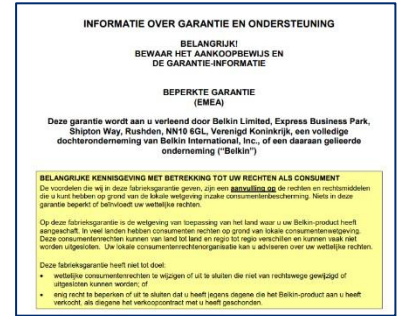 INFORMATIE OVER GARANTIE EN ONDERSTEUNING
BELANGRIJK!
BEWAAR HET AANKOOPBEWIJS EN
DE GARANTIE-INFORMATIE
BEPERKTE GARANTIE
(EMEA)
Deze garantie wordt aan u verleend door Belkin Limited, Express Business Park,
Shipton Way, Rushden, NN10 6GL, Verenigd Koninkrijk, een volledige
dochteronderneming van Belkin International, Inc., of een daaraan gelieerde
onderneming ("Belkin")
BELANGRIJKE KENNISGEVING MET BETREKKING TOT UW RECHTEN ALS CONSUMENT
De voordelen die wij in deze fabrieksgarantie geven, zijn een aanvulling op de rechten en rechtsmiddelen
die u kunt hebben op grond van de lokale wetgeving inzake consumentenbescherming. Niets in deze
garantie beperkt of beïnvloedt uw wettelijke rechten.
Op deze fabrieksgarantie is de wetgeving van toepassing van het land waar u uw Belkin-product heeft
aangeschaft. In veel landen hebben consumenten rechten op grond van lokale consumentenwetgeving.
Deze consumentenrechten kunnen van land tot land en regio tot regio verschillen en kunnen vaak niet
worden uitgesloten. Uw lokale consumentenrechtenorganisatie kan u adviseren over uw wettelijke rechten.
Deze fabrieksgarantie heeft niet tot doel:
• wettelijke consumentenrechten te wijzigen of uit te sluiten die niet van rechtswege gewijzigd of
uitgesloten kunnen worden; of
• enig recht te beperken of uit te sluiten dat u heeft jegens degene die het Belkin-product aan u heeft
verkocht, als diegene het verkoopcontract met u heeft geschonden.